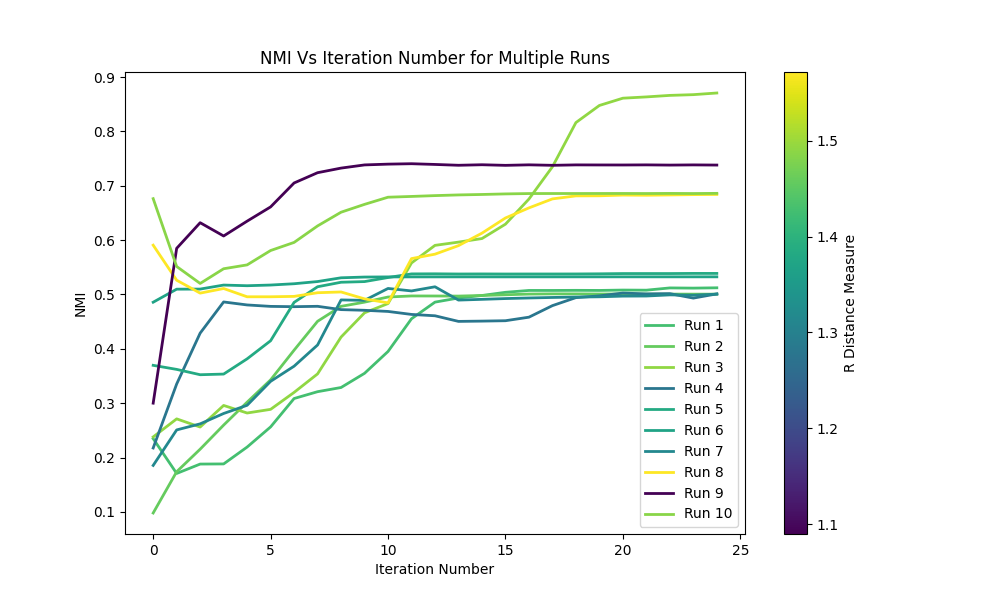 NMI Vs Iteration Number for Multiple Runs
NMI
0.9
0.8
0.7
0.6
0.5
0.4
0.3
0.2
0.1
0
5
10
15
20
25
Iteration Number
Run 1
Run 2
Run 3
Run 4
Run 5
Run 6
Run 7
Run 8
Run 9
Run 10
1.5
1.4
1.3
1.2
1.1
R Distance Measure